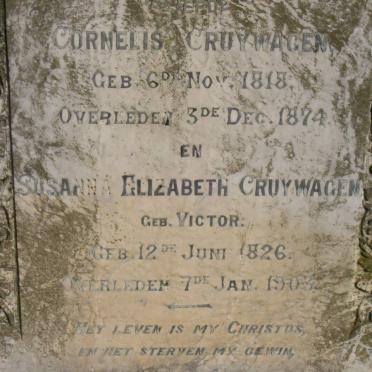 CORNELIS CRUYWAGEN,
GEB. 6DE NOV. 1818.
OVERLEDEN 3DE DEC. 1874
EN
SUSANNA ELIZABETH CRUYWAGEN
GEB. VICTOR.
GEB. 12DE JUNI 1826.
OVERLEDEN 7DE JAN.
HET LEVEN IS MY CHRISTUS,
EN HET STERVEN MY GEWIN,